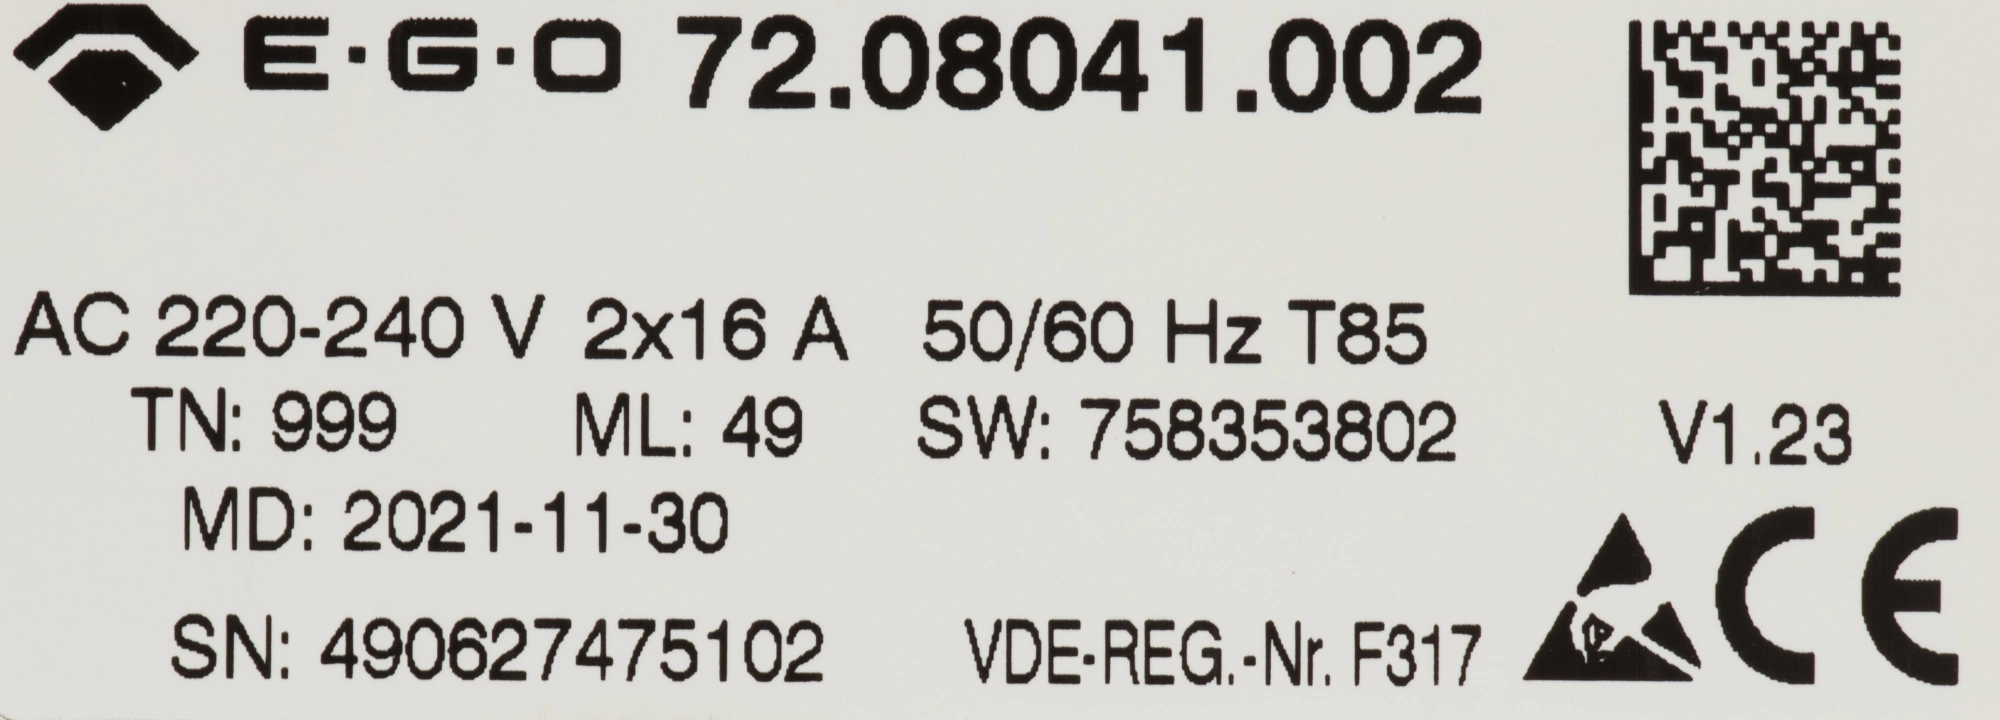 E·G·O 72.08041.002
AC 220-240 V 2x16 A 50/60 Hz T85
TN: 999 ML: 49 SW: 758353802 V1.23
MD: 2021-11-30
SN: 490627475102 VDE-REG.-Nr. F317 CE